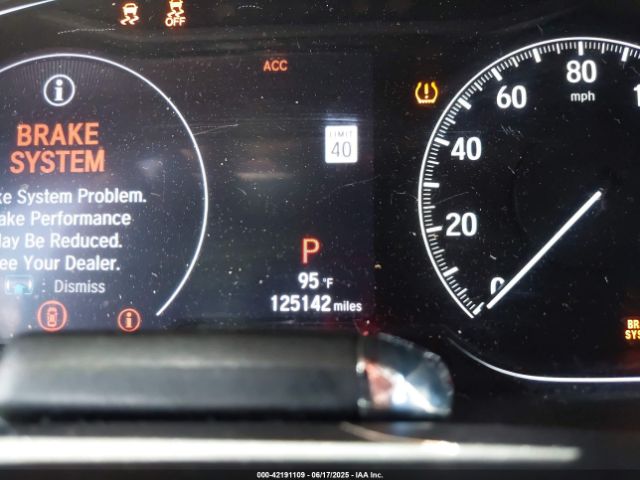 OFF
ACC
80
mph
60
40
20
0
BRAKE
SYSTEM
ke System Problem.
ake Performance
May Be Reduced.
ee Your Dealer.
: Dismiss
LIMIT
40
P
95 °F
125142 miles
000-42191109 - 06/17/2025 - IAA Inc.